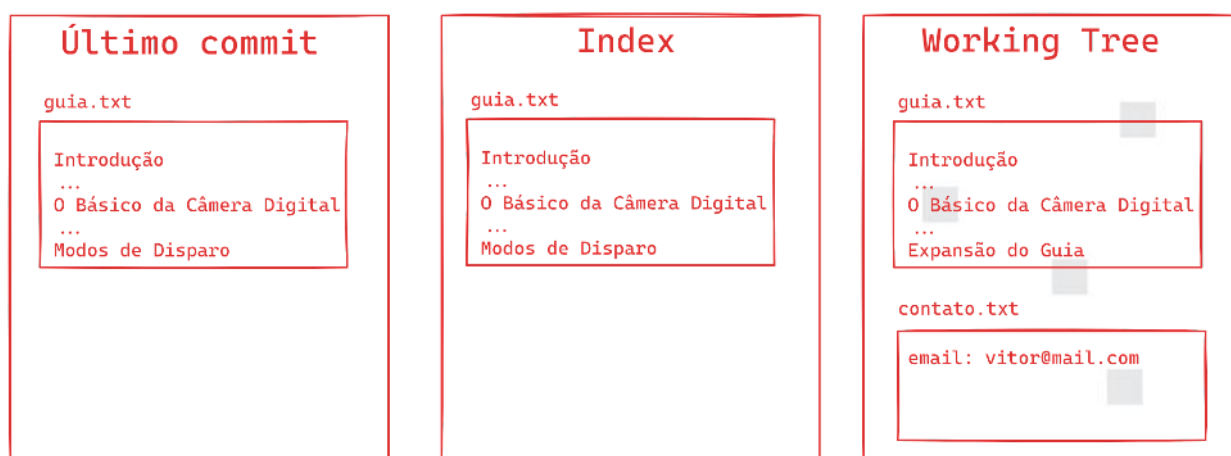 Último commit
guia.txt
Introdução
...
O Básico da Câmera Digital
...
Modos de Disparo
Index
guia.txt
Introdução
...
O Básico da Câmera Digital
...
Modos de Disparo
Working Tree
guia.txt
Introdução
...
O Básico da Câmera Digital
...
Expansão do Guia
contato.txt
email: vitor@mail.com